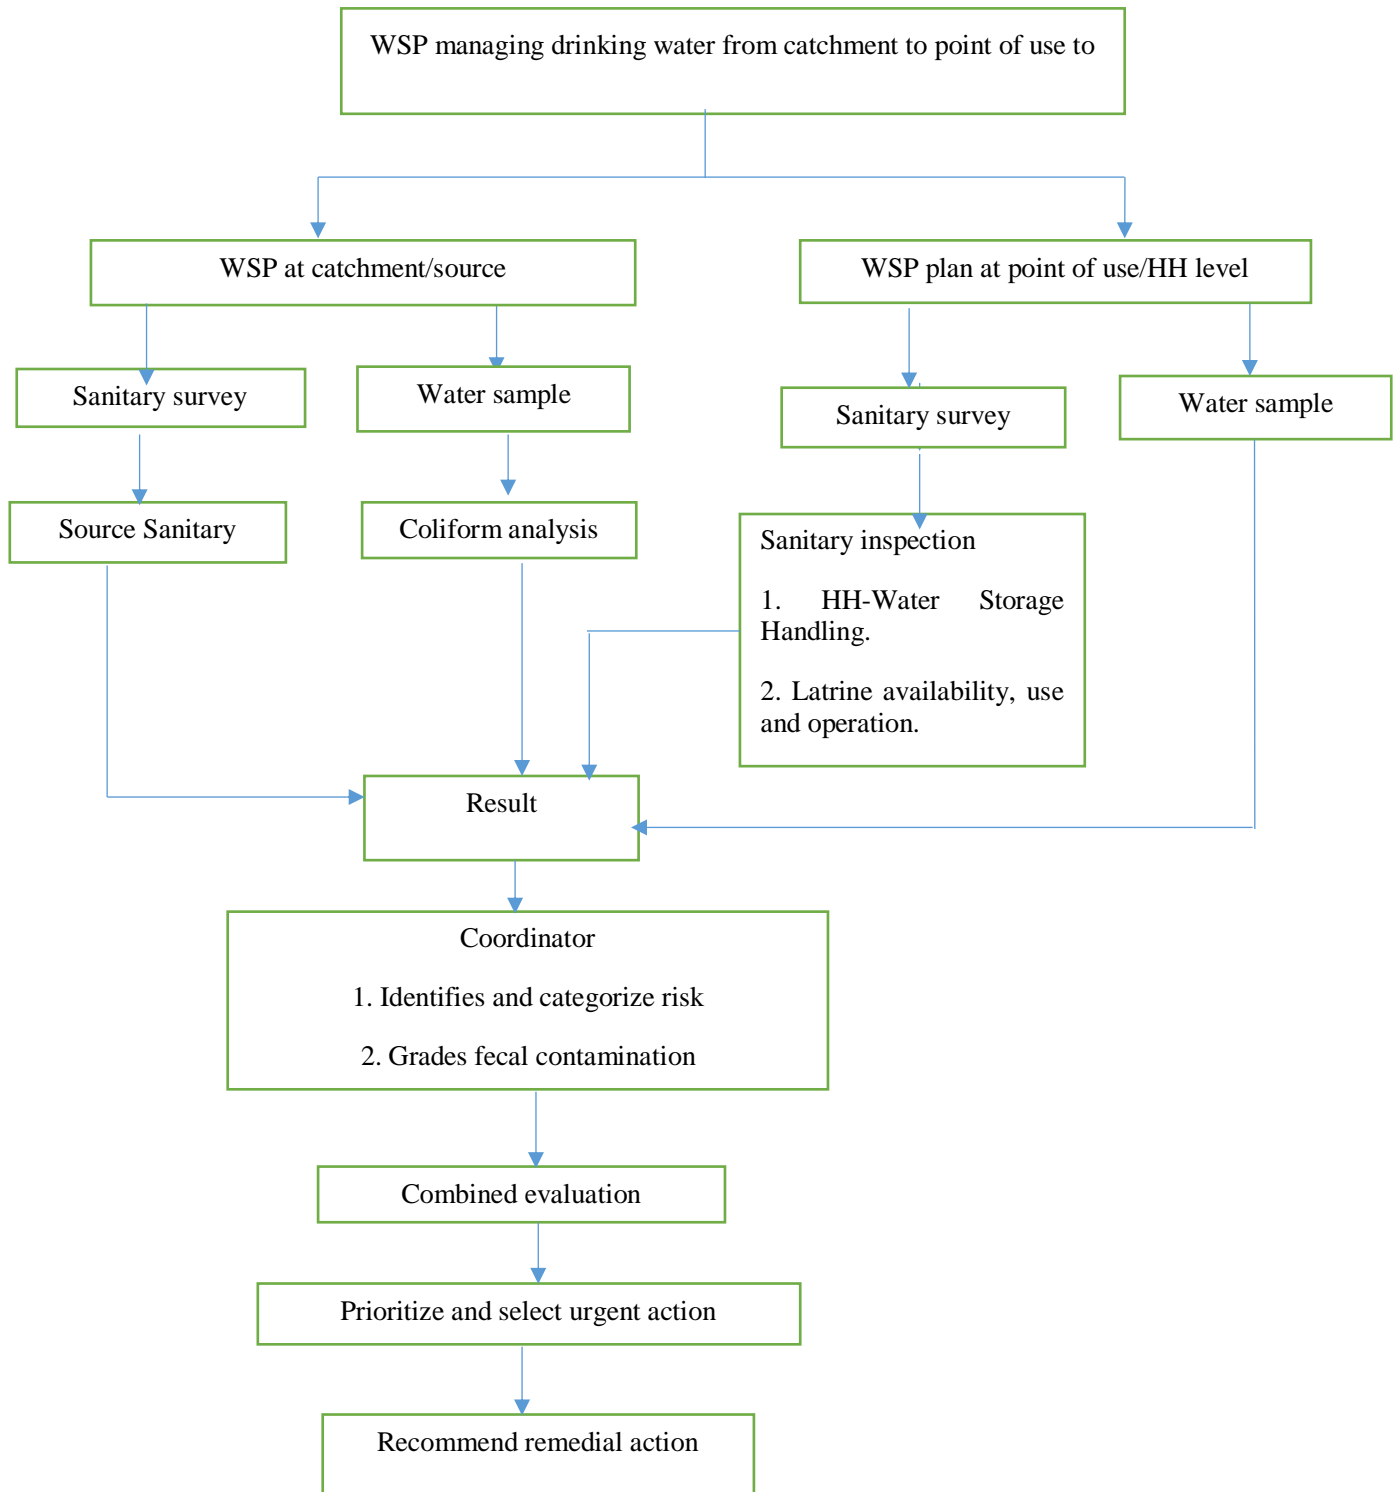 WSP managing drinking water from catchment to point of use to
WSP at catchment/source
WSP plan at point of use/HH level
Sanitary survey
Water sample
Sanitary survey
Water sample
Source Sanitary
Coliform analysis
Sanitary inspection
1. HH-Water Storage
Handling.
2. Latrine availability, use
and operation.
Result
Coordinator
1. Identifies and categorize risk
2. Grades fecal contamination
Combined evaluation
Prioritize and select urgent action
Recommend remedial action